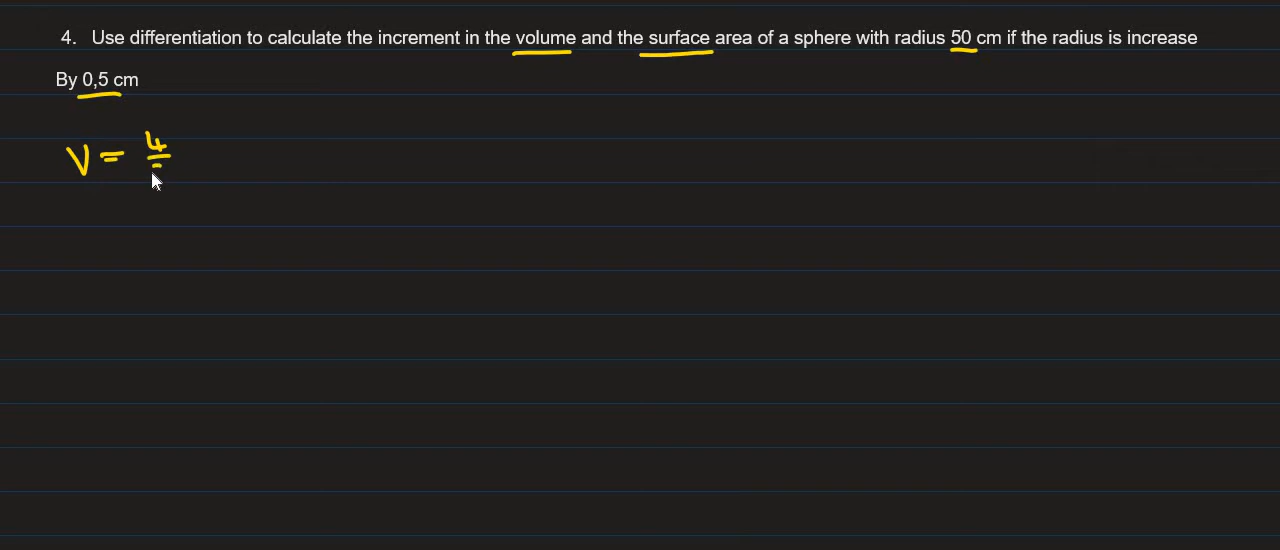 4. Use differentiation to calculate the increment in the volume and the surface area of a sphere with radius 50 cm if the radius is increase
By 0,5 cm
V = 4